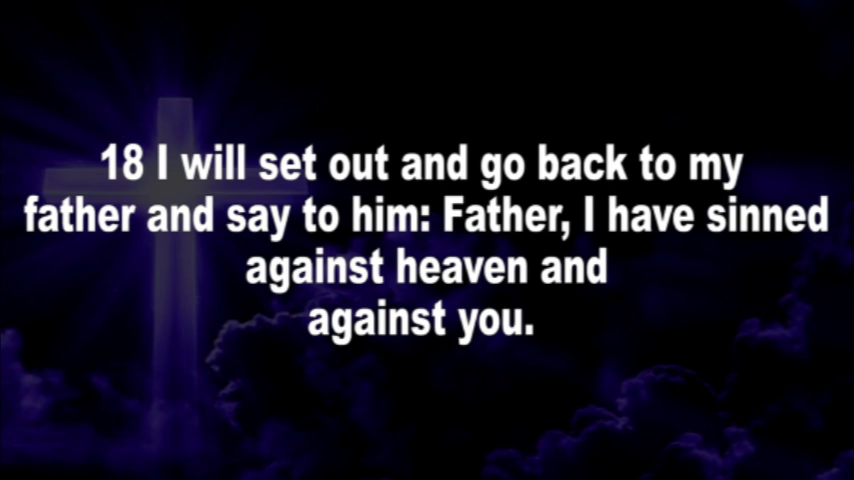 18 I will set out and go back to my
father and say to him: Father, I have sinned
against heaven and
against you.